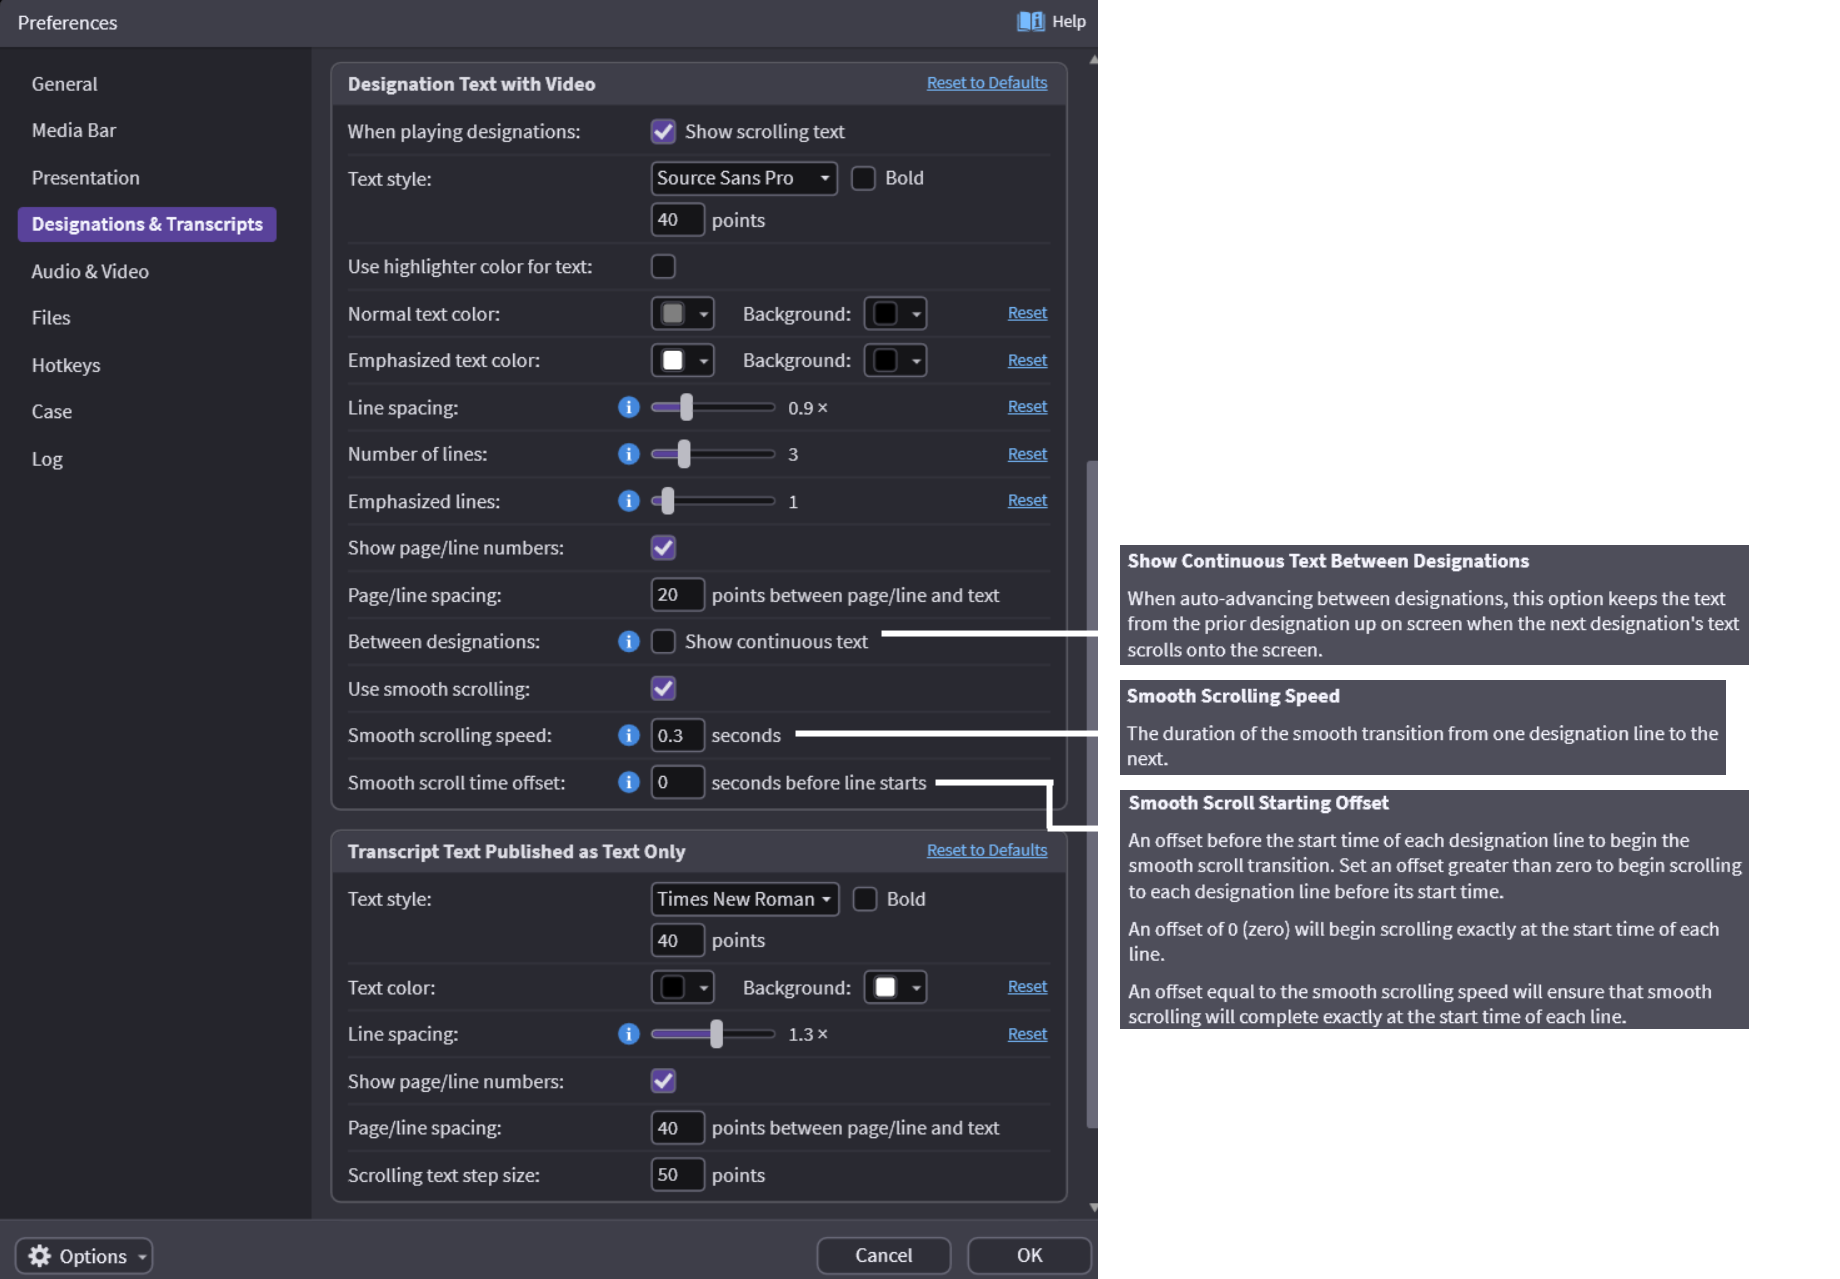 Preferences
Help
General
Media Bar
Presentation
Designations & Transcripts
Audio & Video
Files
Hotkeys
Case
Log
Designation Text with Video
Reset to Defaults
When playing designations:
Show scrolling text
Text style:
Source Sans Pro
Bold
40 points
Use highlighter color for text:
Normal text color:
Background:
Reset
Emphasized text color:
Background:
Reset
Line spacing:
0.9 ×
Reset
Number of lines:
3
Reset
Emphasized lines:
1
Reset
Show page/line numbers:
Page/line spacing:
20 points between page/line and text
Between designations:
Show continuous text
Use smooth scrolling:
Smooth scrolling speed:
0.3 seconds
Smooth scroll time offset:
0 seconds before line starts
Transcript Text Published as Text Only
Reset to Defaults
Text style:
Times New Roman
Bold
40 points
Text color:
Background:
Reset
Line spacing:
1.3 ×
Reset
Show page/line numbers:
Page/line spacing:
40 points between page/line and text
Scrolling text step size:
50 points
Options
Cancel
OK
Show Continuous Text Between Designations
When auto-advancing between designations, this option keeps the text
from the prior designation up on screen when the next designation's text
scrolls onto the screen.
Smooth Scrolling Speed
The duration of the smooth transition from one designation line to the
next.
Smooth Scroll Starting Offset
An offset before the start time of each designation line to begin the
smooth scroll transition. Set an offset greater than zero to begin scrolling
to each designation line before its start time.
An offset of 0 (zero) will begin scrolling exactly at the start time of each
line.
An offset equal to the smooth scrolling speed will ensure that smooth
scrolling will complete exactly at the start time of each line.